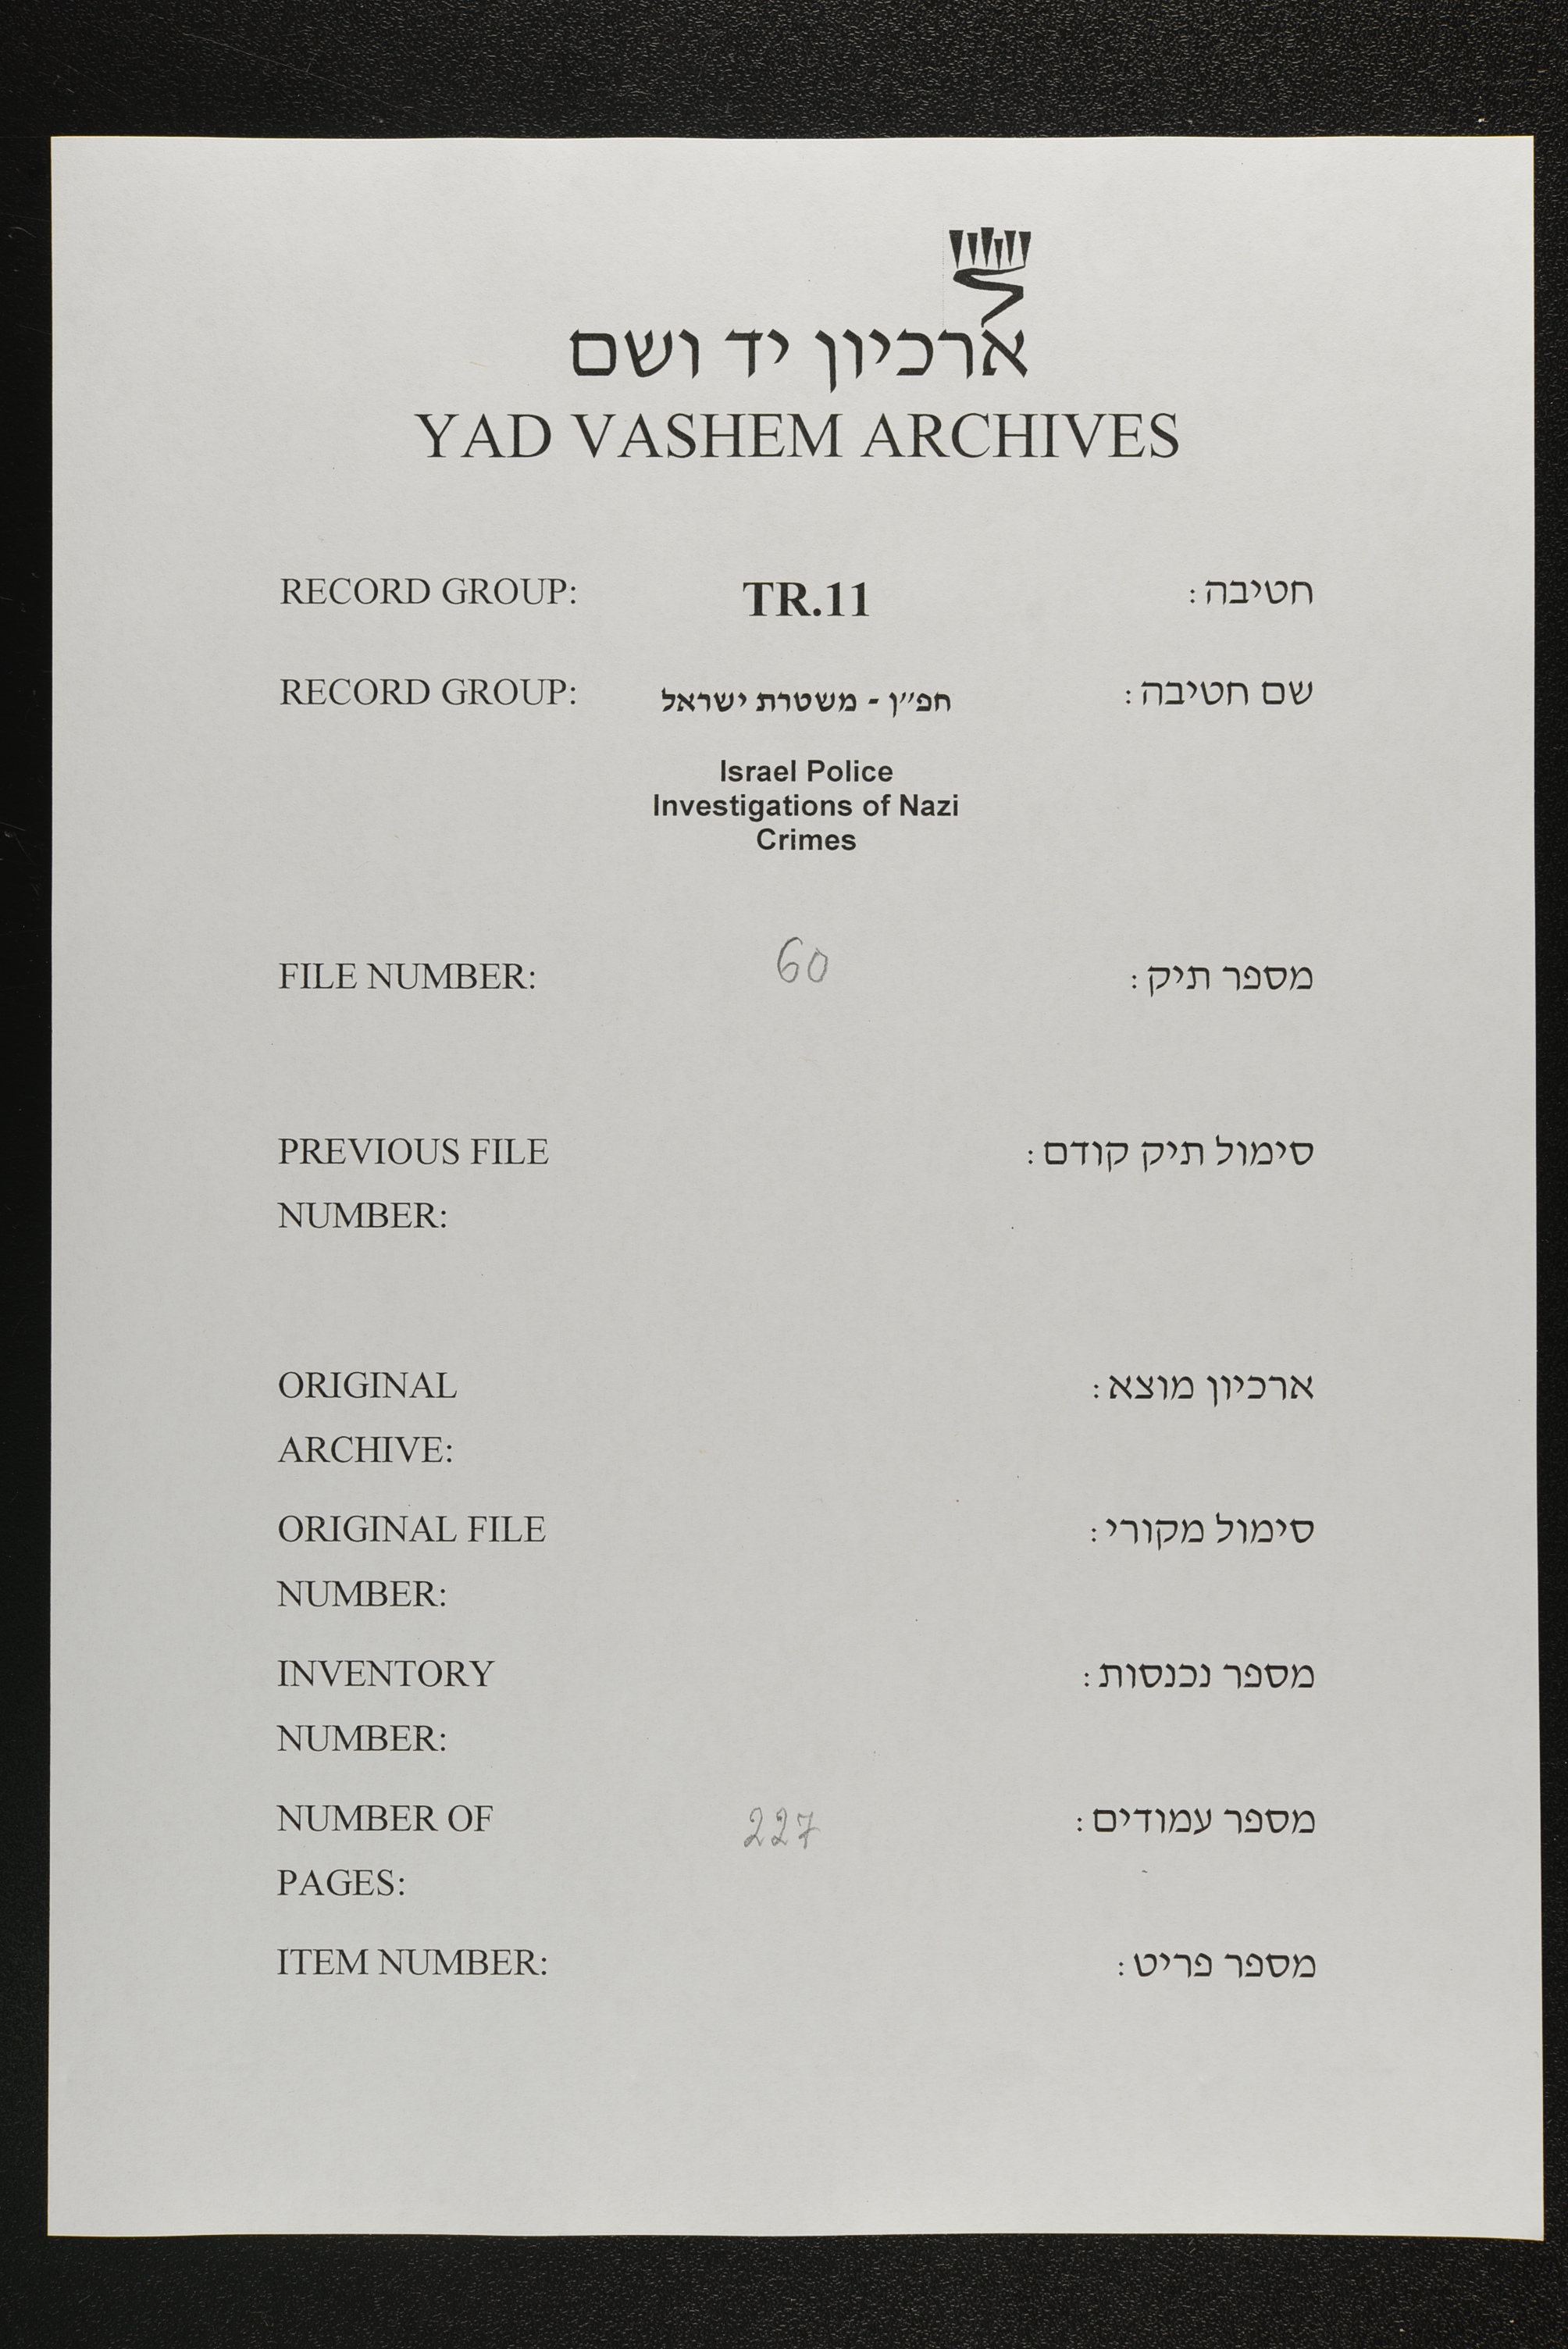 ארכיון יד ושם
YAD VASHEM ARCHIVES
RECORD GROUP: TR.11 חטיבה:
RECORD GROUP: חפ״ן - משטרת ישראל שם חטיבה:
Israel Police
Investigations of Nazi
Crimes
FILE NUMBER: 60 מספר תיק:
PREVIOUS FILE סימול תיק קודם:
NUMBER:
ORIGINAL ארכיון מוצא:
ARCHIVE:
ORIGINAL FILE סימול מקורי:
NUMBER:
INVENTORY מספר נכנסות:
NUMBER:
NUMBER OF 227 מספר עמודים:
PAGES:
ITEM NUMBER: מספר פריט: